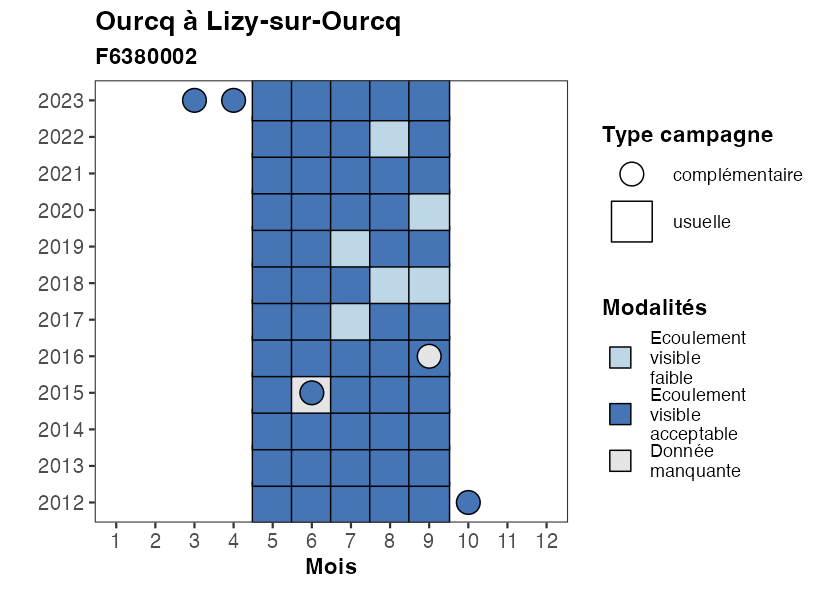 Ourcq à Lizy-sur-Ourcq
F6380002
2023
2022
2021
2020
2019
2018
2017
2016
2015
2014
2013
2012
1 2 3 4 5 6 7 8 9 10 11 12
Mois
Type campagne
complémentaire
usuelle
Modalités
Ecoulement
visible
faible
Ecoulement
visible
acceptable
Donnée
manquante